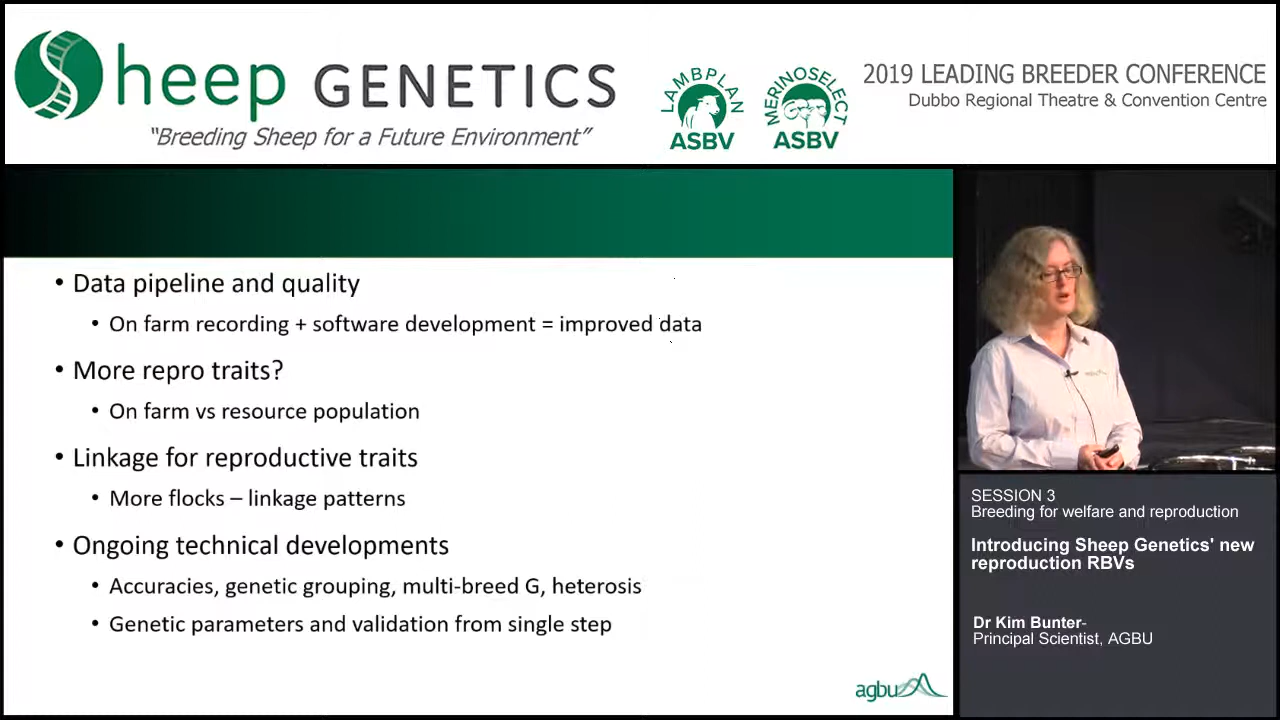 Sheep GENETICS
"Breeding Sheep for a Future Environment"
LAMBPLAN
ASBV
MERINOSELECT
ASBV
2019 LEADING BREEDER CONFERENCE
Dubbo Regional Theatre & Convention Centre
• Data pipeline and quality
• On farm recording + software development = improved data
• More repro traits?
• On farm vs resource population
• Linkage for reproductive traits
• More flocks – linkage patterns
• Ongoing technical developments
• Accuracies, genetic grouping, multi-breed G, heterosis
• Genetic parameters and validation from single step
agbu
SESSION 3
Breeding for welfare and reproduction
Introducing Sheep Genetics' new
reproduction RBVs
Dr Kim Bunter-
Principal Scientist, AGBU